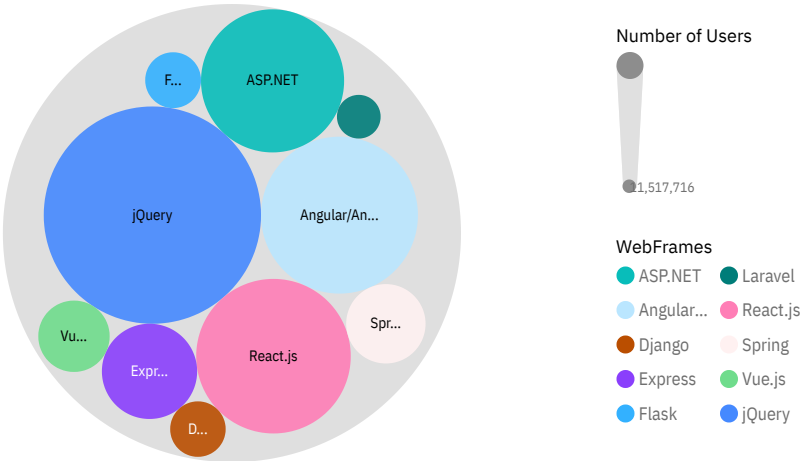 F...
ASP.NET
jQuery
Angular/An...
Vu...
Expr...
React.js
Spr...
D...
Number of Users
11,517,716
WebFrames
ASP.NET
Laravel
Angular...
React.js
Django
Spring
Express
Vue.js
Flask
jQuery